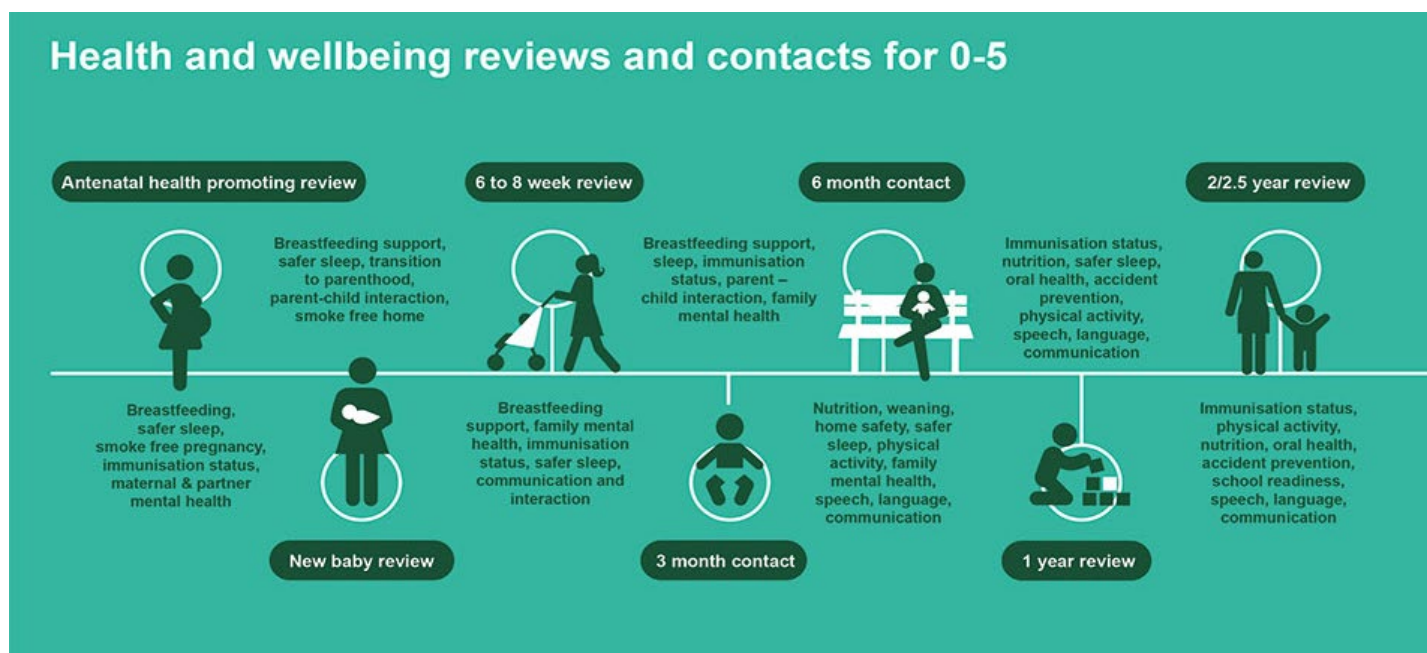 Health and wellbeing reviews and contacts for 0-5
Antenatal health promoting review
Breastfeeding,
safer sleep,
smoke free pregnancy,
immunisation status,
maternal & partner
mental health
Breastfeeding support,
safer sleep, transition
to parenthood,
parent-child interaction,
smoke free home
New baby review
6 to 8 week review
Breastfeeding
support, family mental
health, immunisation
status, safer sleep,
communication and
interaction
Breastfeeding support,
sleep, immunisation
status, parent –
child interaction, family
mental health
3 month contact
6 month contact
Nutrition, weaning,
home safety, safer
sleep, physical
activity, family
mental health,
speech, language,
communication
Immunisation status,
nutrition, safer sleep,
oral health, accident
prevention,
physical activity,
speech, language,
communication
1 year review
2/2.5 year review
Immunisation status,
physical activity,
nutrition, oral health,
accident prevention,
school readiness,
speech, language,
communication